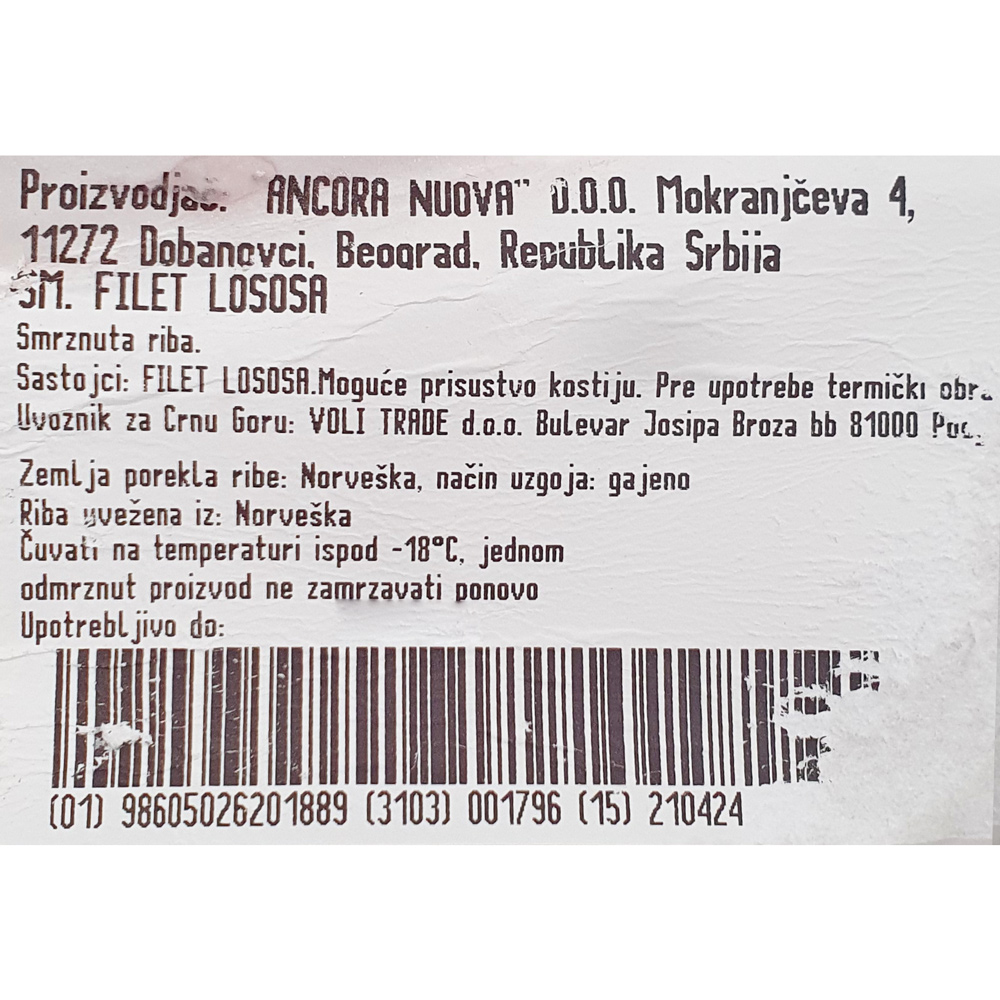 Proizvodjač: "ANCORA NUOVA" D.O.O. Mokranjčeva 4,
11272 Dobanovci, Beograd, Republika Srbija
SM. FILET LOSOSA
Smrznuta riba.
Sastojci: FILET LOSOSA.Moguće prisustvo kostiju. Pre upotrebe termički
Uvoznik za Crnu Goru: VOLI TRADE d.o.o. Bulevar Josipa Broza bb 81000
Zemlja porekla ribe: Norveška, način uzgoja: gajeno
Riba uvežena iz: Norveška
Čuvati na temperaturi ispod -18°C, jednom
odmrznut proizvod ne zamrzavati ponovo
Upotrebljivo do:
(01) 98605026201889 (3103) 001796 (15) 210424